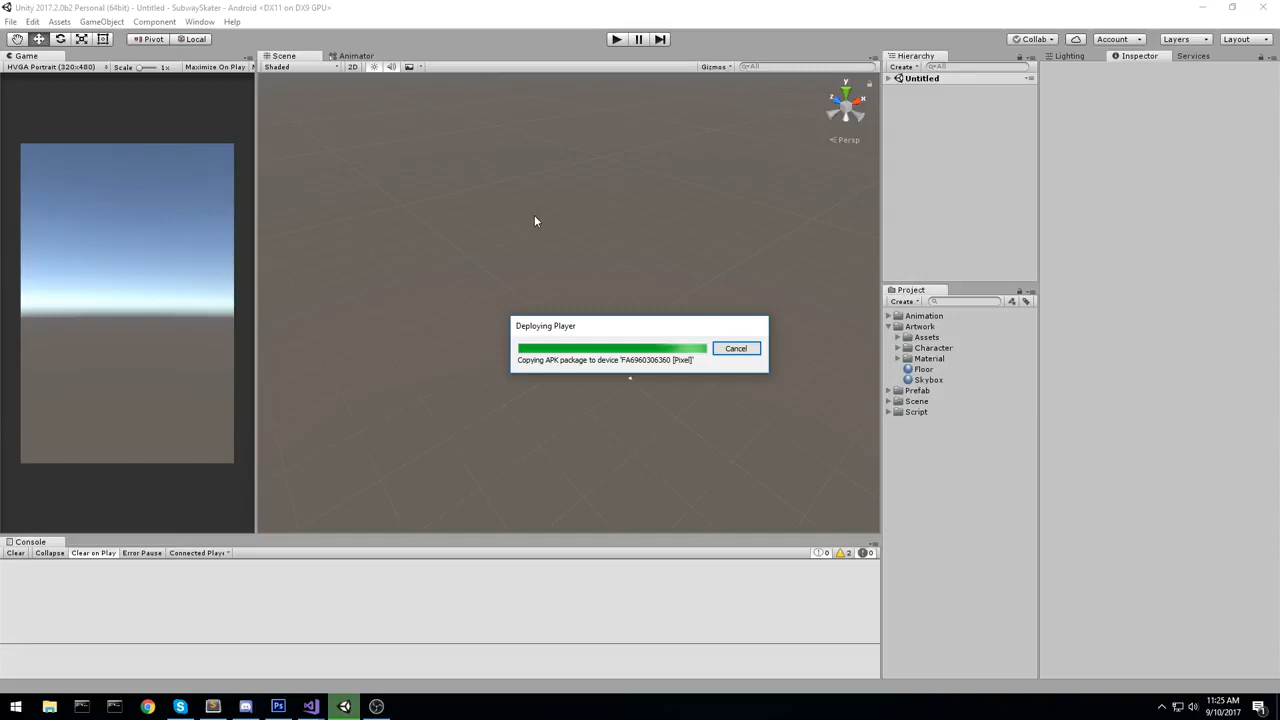 Unity 2017.2.0b2 Personal (64bit) - Untitled - SubwaySkater - Android <DX11 on DX9 GPU>
File Edit Assets GameObject Component Window Help
Pivot Local Collab Account Layers Layout
Game Scene Animator Hierarchy Lighting Inspector Services
HVGA Portrait (320x480) Scale 1x Maximize On Play Shaded 2D Gizmos All Create All
Untitled
y
z x
Persp
Project
Create
Animation
Artwork
Assets
Character
Material
Floor
Skybox
Prefab
Scene
Script
Deploying Player
Cancel
Copying APK package to device 'FA6960306360 [Pixel]'
Console
Clear Collapse Clear on Play Error Pause Connected Playe 0 2 0
11:25 AM
9/10/2017
1